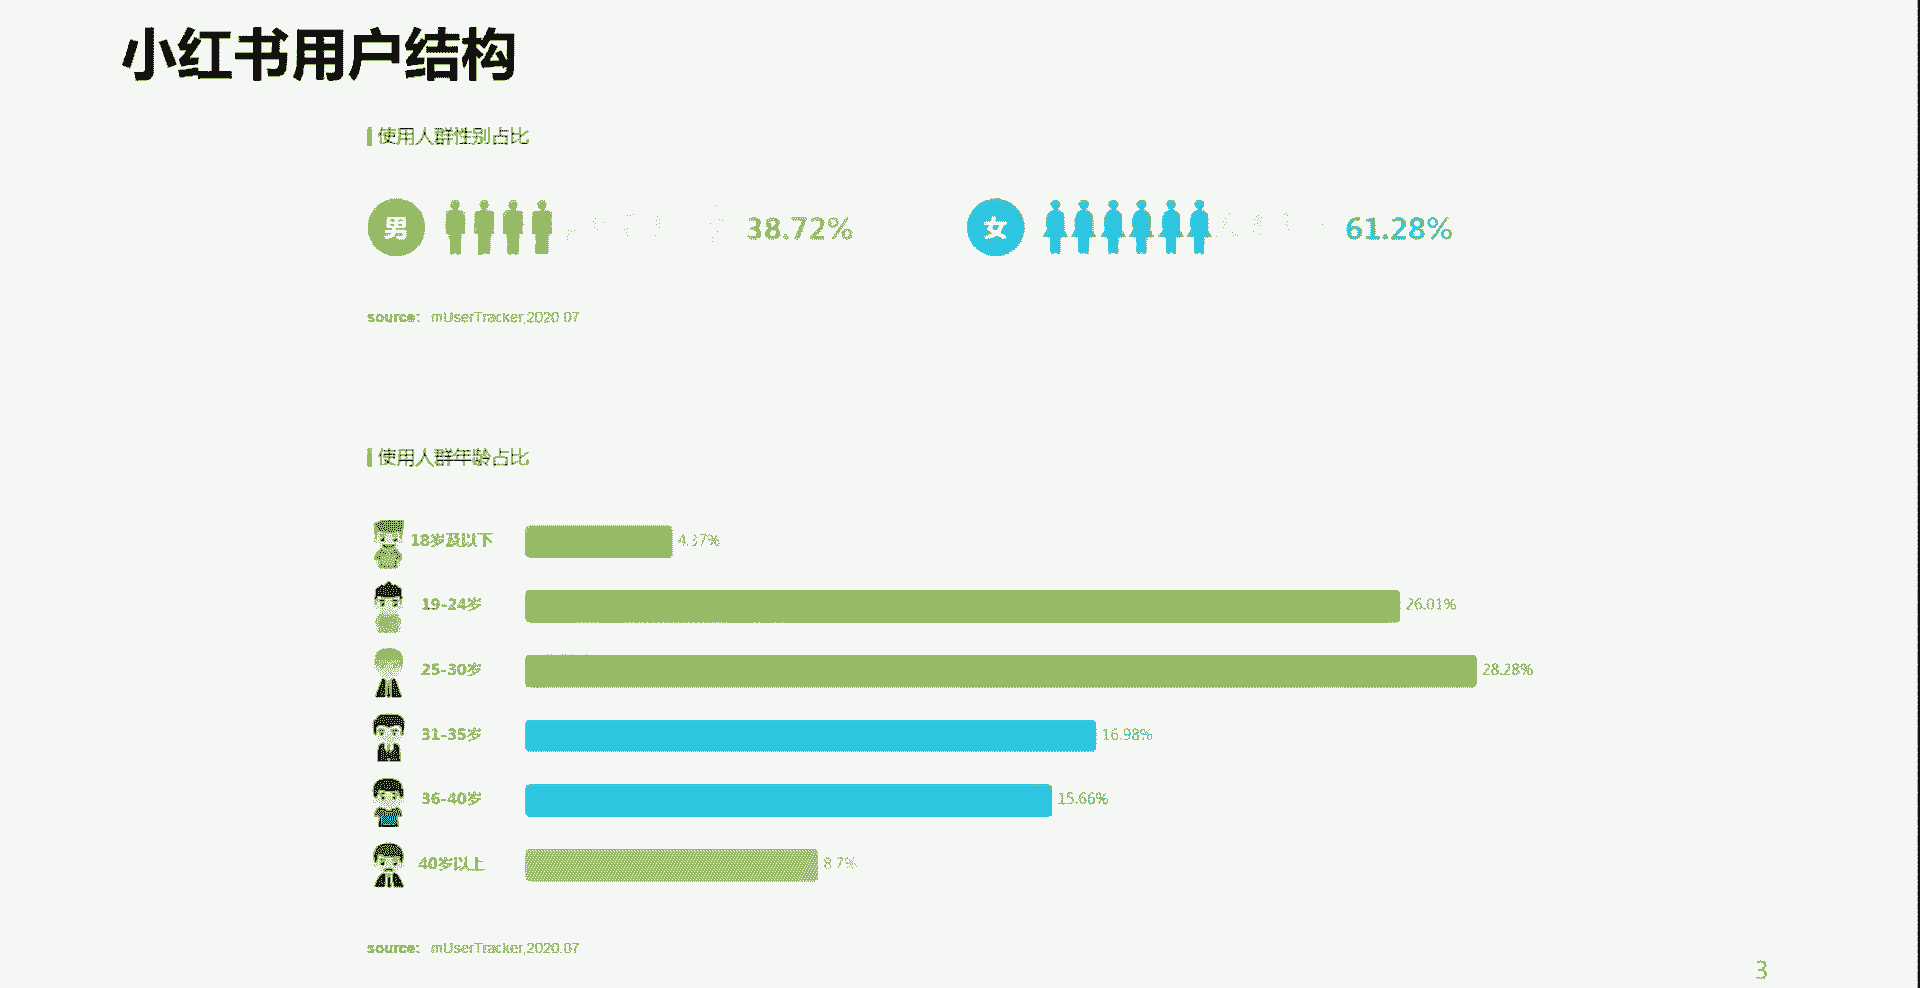 小红书用户结构
使用人群性别占比
男 38.72% 女 61.28%
source: mUserTracker,2020.07
使用人群年龄占比
18岁及以下 4.37%
19-24岁 26.01%
25-30岁 28.28%
31-35岁 16.98%
36-40岁 15.66%
40岁以上 8.7%
source: mUserTracker,2020.07
3